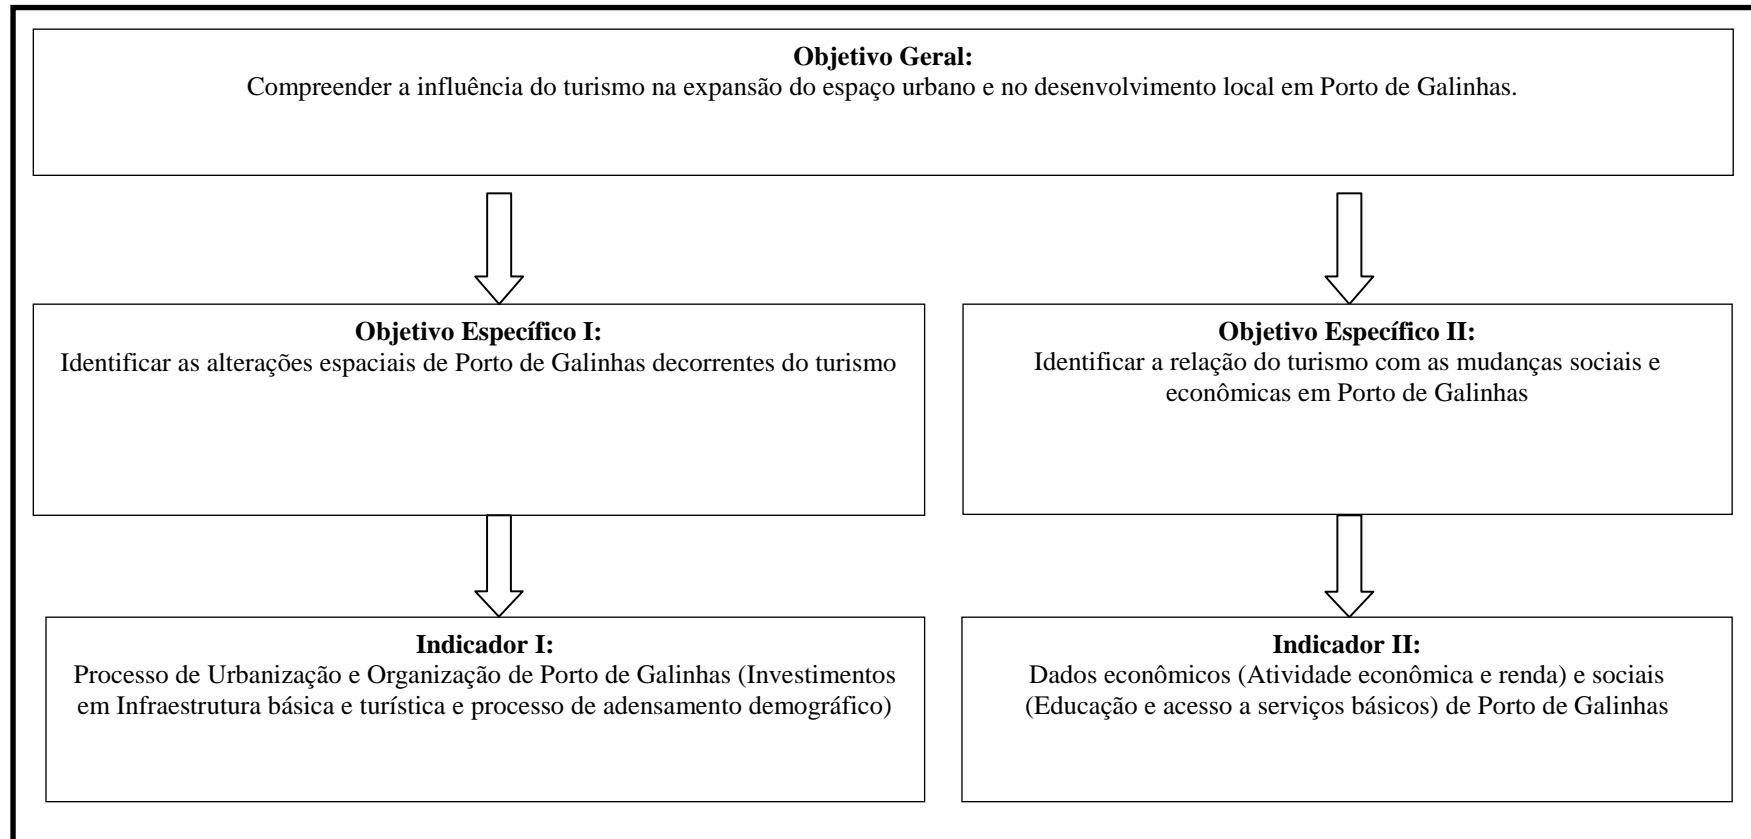 Objetivo Geral:
Compreender a influência do turismo na expansão do espaço urbano e no desenvolvimento local em Porto de Galinhas.
Objetivo Específico I:
Identificar as alterações espaciais de Porto de Galinhas decorrentes do turismo
Objetivo Específico II:
Identificar a relação do turismo com as mudanças sociais e
econômicas em Porto de Galinhas
Indicador I:
Processo de Urbanização e Organização de Porto de Galinhas (Investimentos
em Infraestrutura básica e turística e processo de adensamento demográfico)
Indicador II:
Dados econômicos (Atividade econômica e renda) e sociais
(Educação e acesso a serviços básicos) de Porto de Galinhas